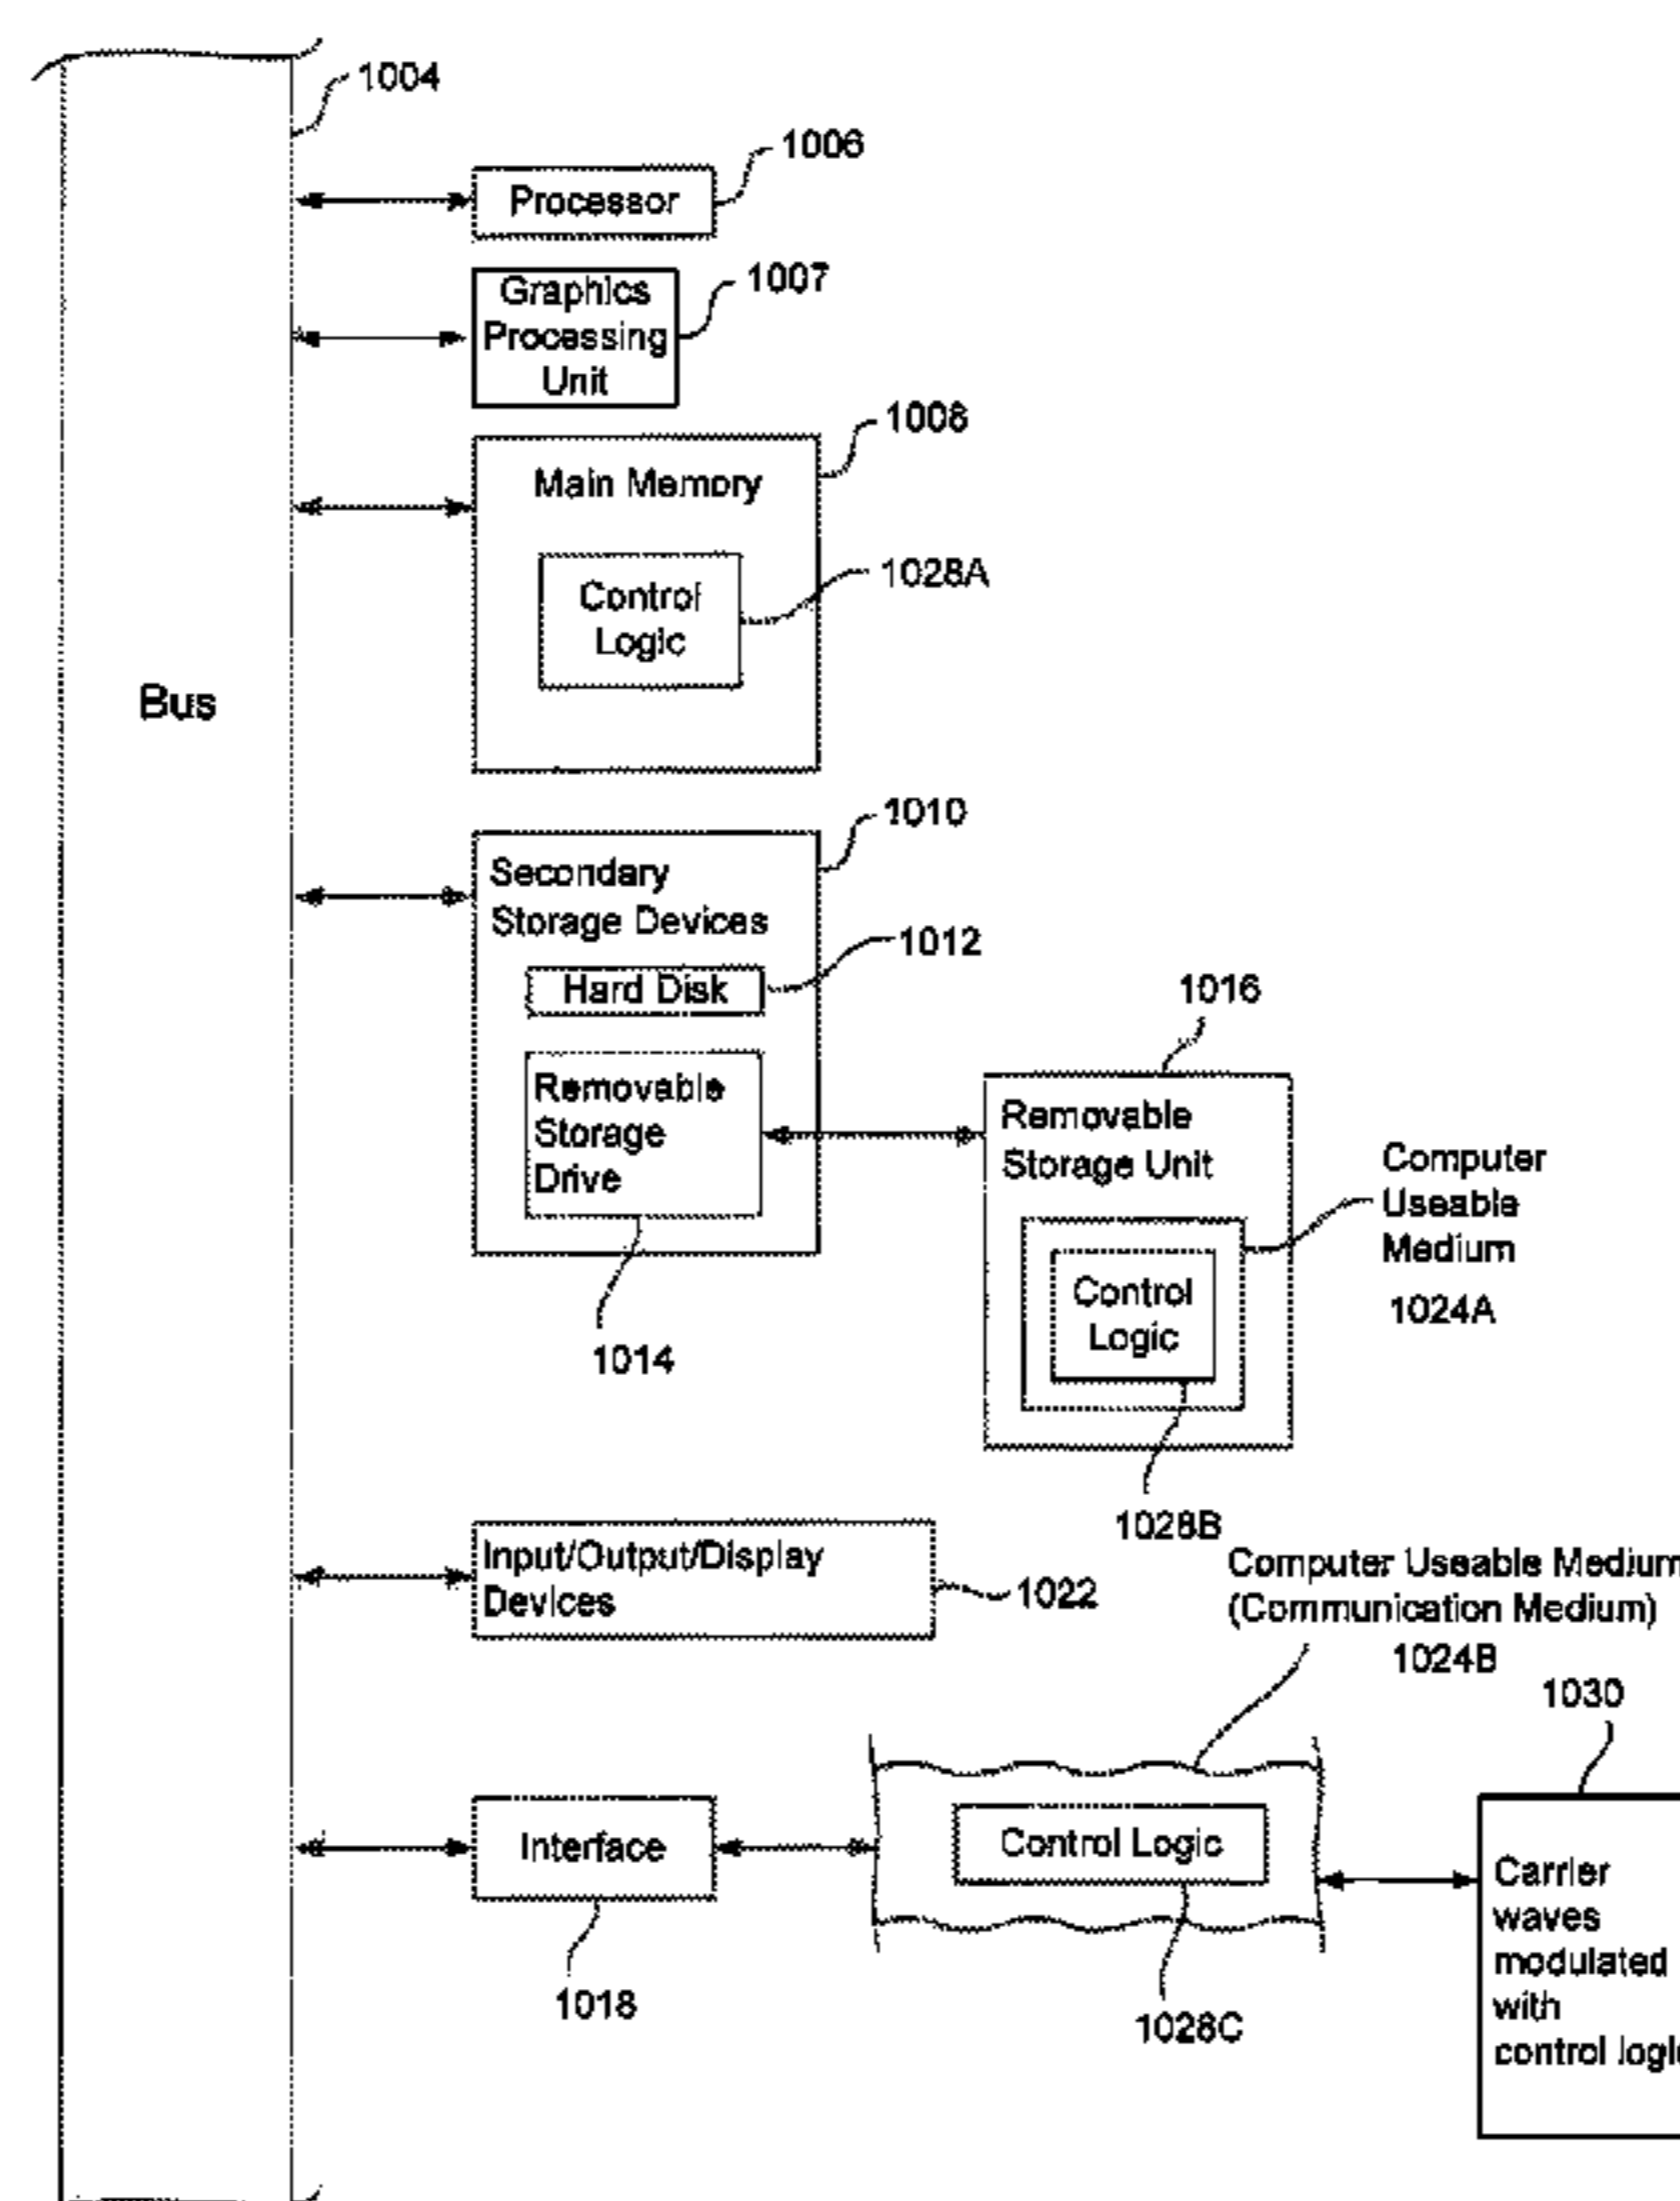 1004
1006
Processor
1007
Graphics
Processing
Unit
1008
Main Memory
1028A
Control
Logic
Bus
1010
Secondary
Storage Devices
1012
Hard Disk
1016
Removable
Storage
Drive
Removable
Storage Unit
Computer
Useable
Medium
1024A
Control
Logic
1014
1028B
Input/Output/Display
Devices
1022
Computer Useable Medium
(Communication Medium)
1024B
1030
Interface
Control Logic
Carrier
waves
modulated
with
control logic
1018
1028C